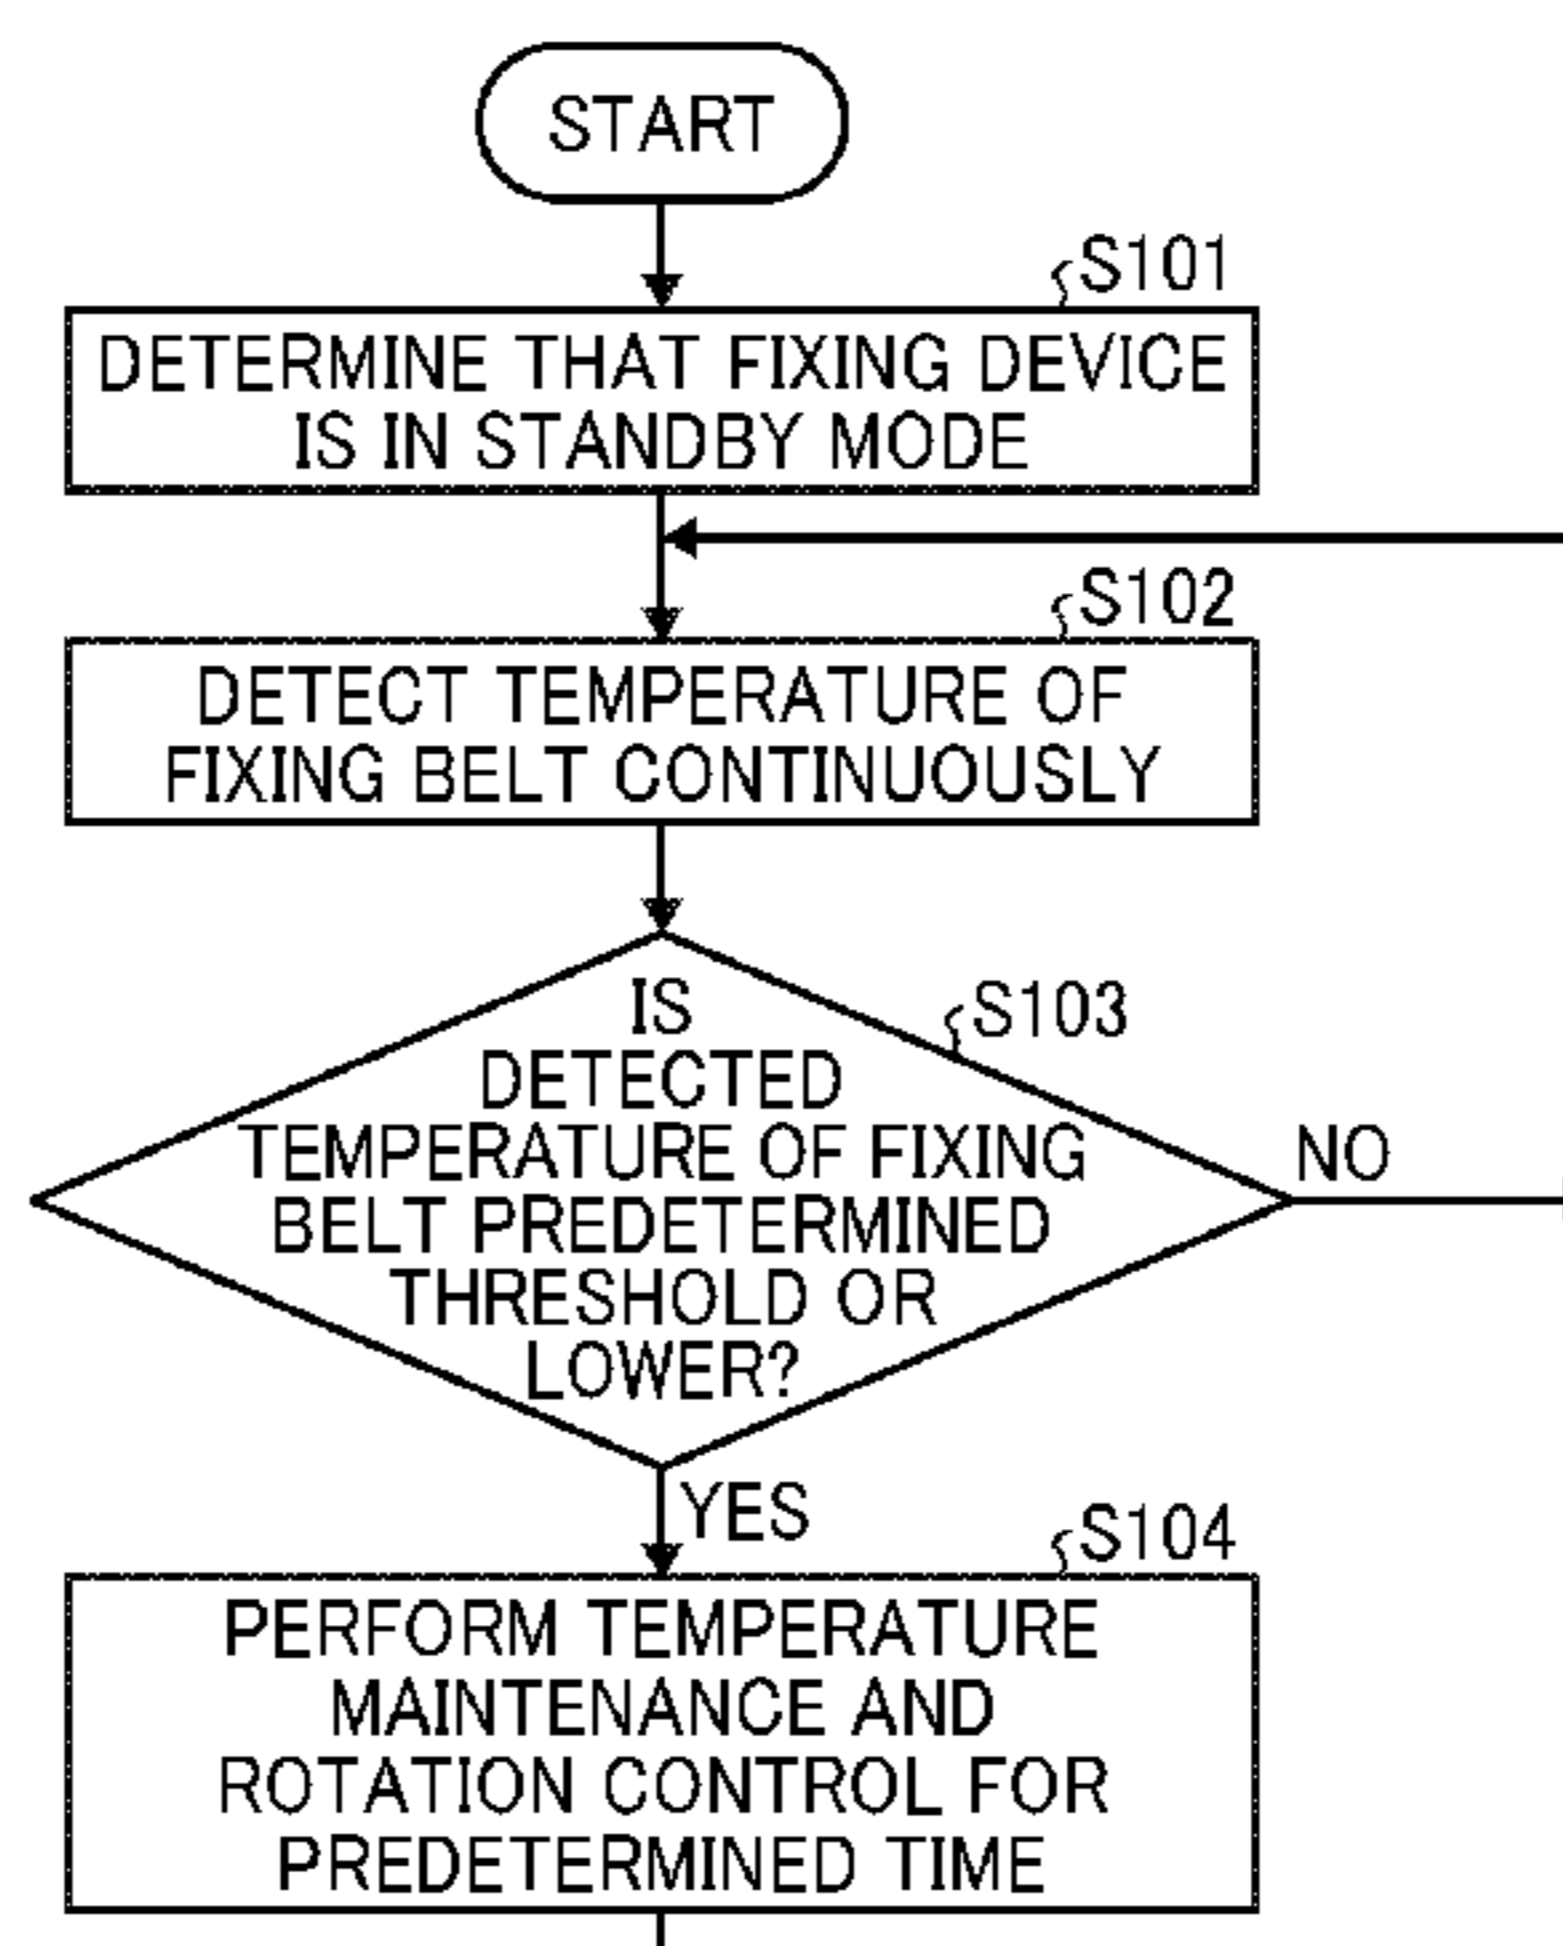 START
S101
DETERMINE THAT FIXING DEVICE
IS IN STANDBY MODE
S102
DETECT TEMPERATURE OF
FIXING BELT CONTINUOUSLY
S103
IS
DETECTED
TEMPERATURE OF FIXING
BELT PREDETERMINED
THRESHOLD OR
LOWER?
NO
YES
S104
PERFORM TEMPERATURE
MAINTENANCE AND
ROTATION CONTROL FOR
PREDETERMINED TIME